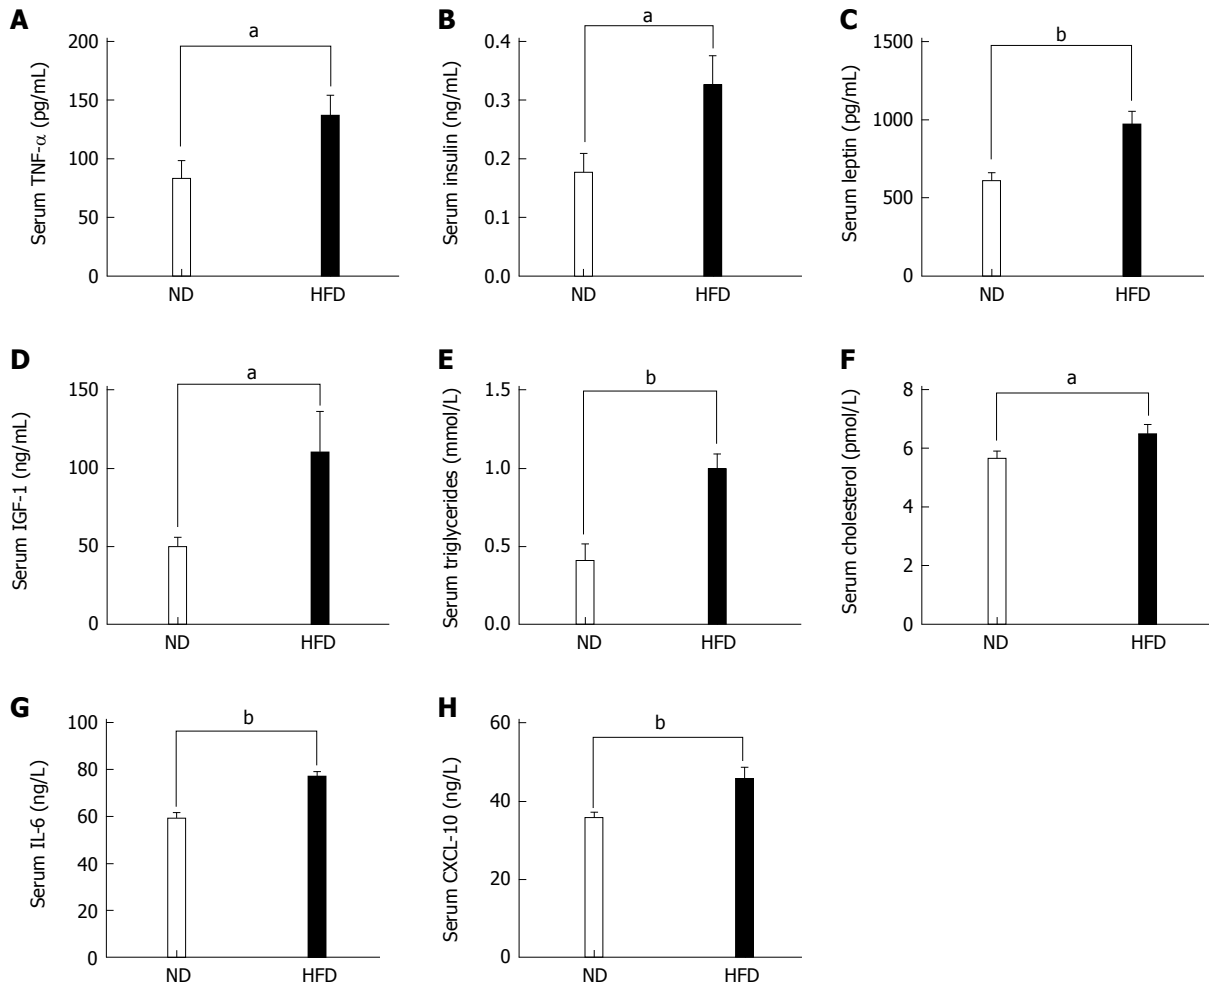 A
Serum TNF-α (pg/mL)
200
150
100
50
0
a
ND HFD
B
Serum insulin (ng/mL)
0.4
0.3
0.2
0.1
0.0
a
ND HFD
C
Serum leptin (pg/mL)
1500
1000
500
0
b
ND HFD
D
Serum IGF-1 (ng/mL)
150
100
50
0
a
ND HFD
E
Serum triglycerides (mmol/L)
1.5
1.0
0.5
0.0
b
ND HFD
F
Serum cholesterol (pmol/L)
8
6
4
2
0
a
ND HFD
G
Serum IL-6 (ng/L)
100
80
60
40
20
0
b
ND HFD
H
Serum CXCL-10 (ng/L)
60
40
20
0
b
ND HFD